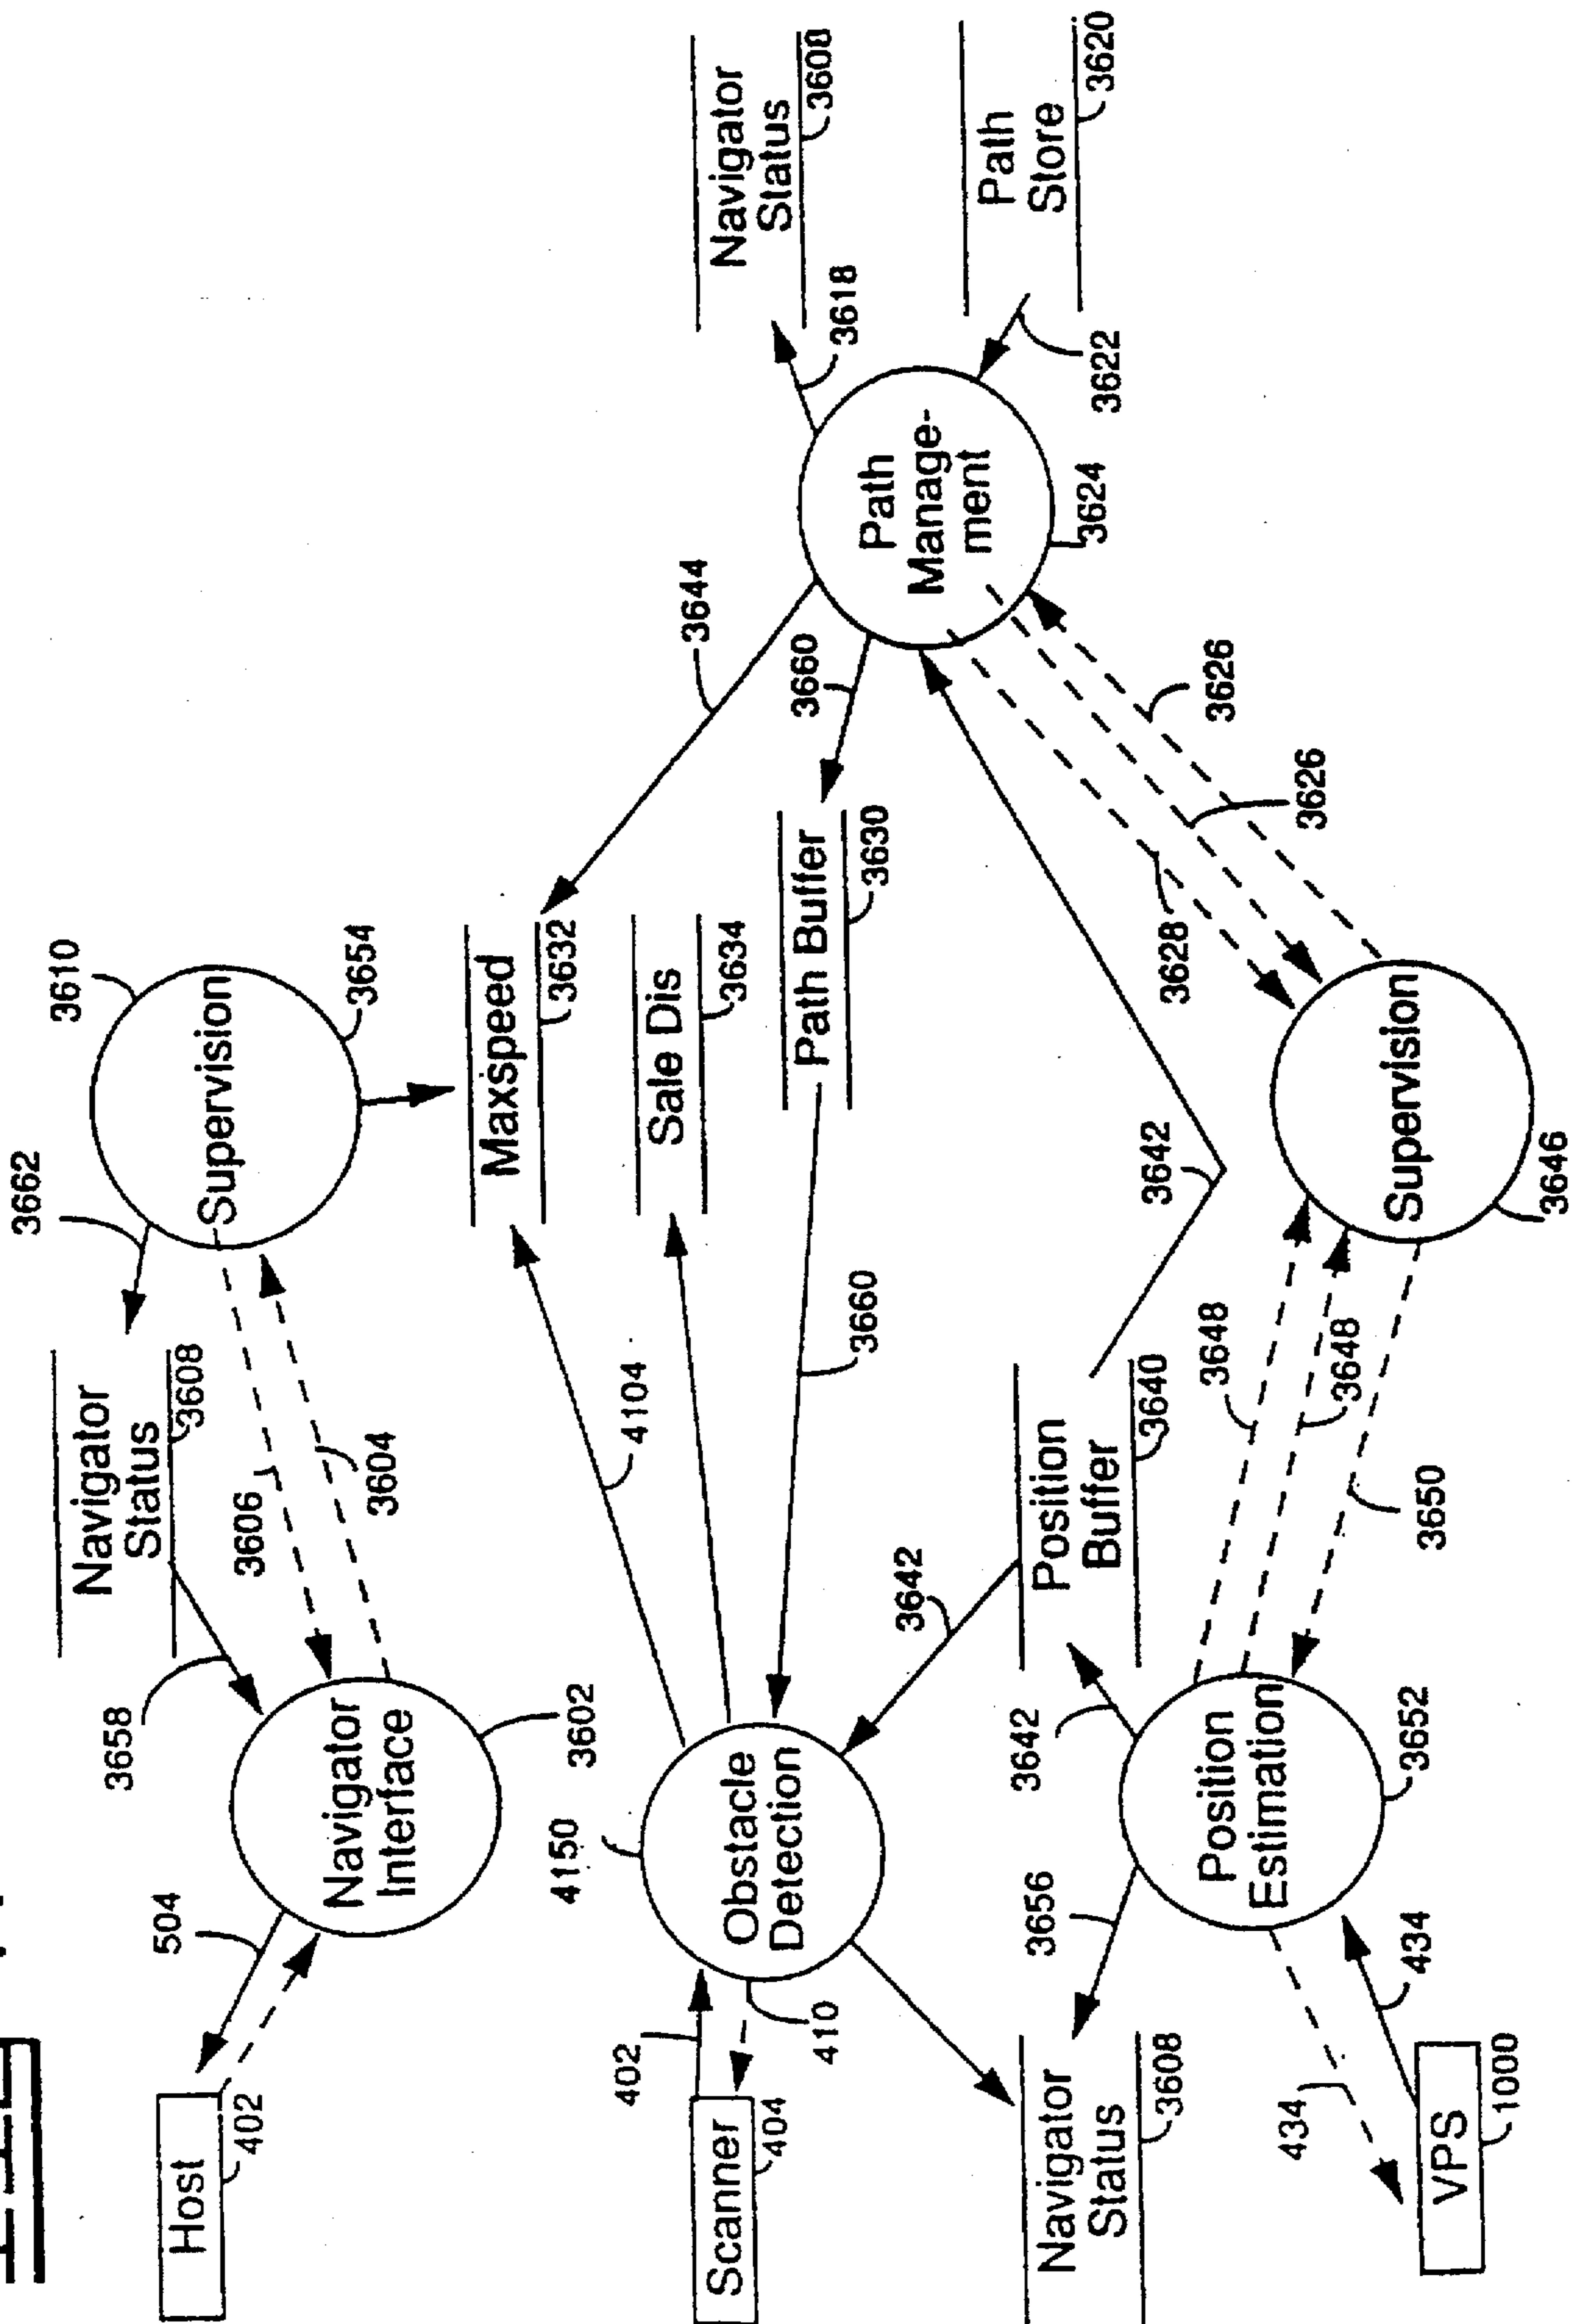 Host
402
504
Navigator
Interface
3602
3658
Navigator
Status
3608
3606
3604
3662
Supervision
3610
3654
Scanner
404
402
410
4150
Obstacle
Detection
4104
3660
Maxspeed
3632
Sale Dis
3634
Path Buffer
3630
3660
3644
Path
Manage-
ment
3624
3618
Navigator
Status
3608
3622
Path
Store
3620
Navigator
Status
3608
3656
3642
3642
Position
Buffer
3640
3642
VPS
1000
434
434
Position
Estimation
3652
3648
3648
3650
Supervision
3646
3628
3626
3626